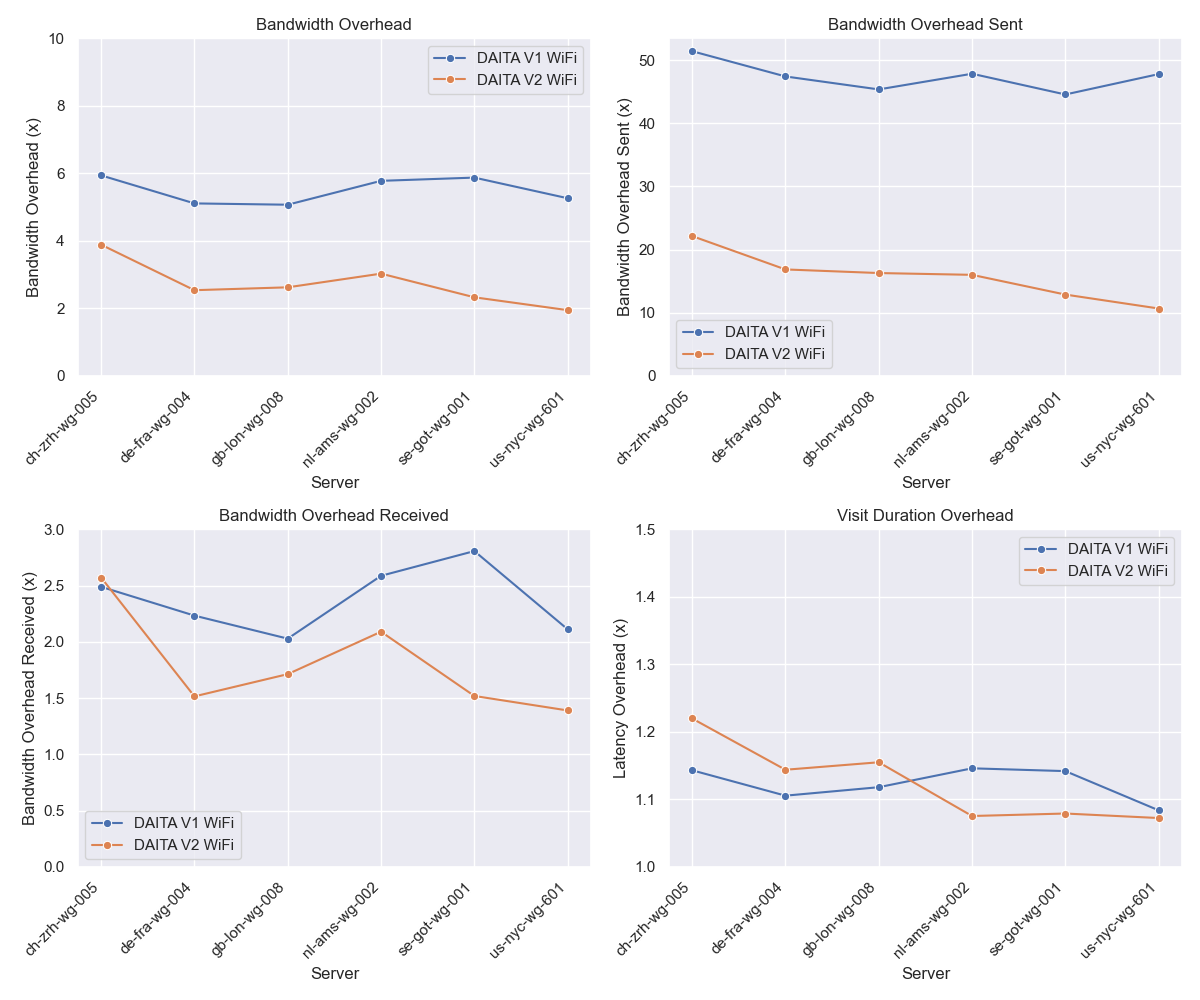 Bandwidth Overhead
Bandwidth Overhead (x)
10
8
6
4
2
0
DAITA V1 WiFi
DAITA V2 WiFi
ch-zrh-wg-005
de-fra-wg-004
gb-lon-wg-008
nl-ams-wg-002
se-got-wg-001
us-nyc-wg-601
Server
Bandwidth Overhead Sent
Bandwidth Overhead Sent (x)
50
40
30
20
10
0
DAITA V1 WiFi
DAITA V2 WiFi
ch-zrh-wg-005
de-fra-wg-004
gb-lon-wg-008
nl-ams-wg-002
se-got-wg-001
us-nyc-wg-601
Server
Bandwidth Overhead Received
Bandwidth Overhead Received (x)
3.0
2.5
2.0
1.5
1.0
0.5
0.0
DAITA V1 WiFi
DAITA V2 WiFi
ch-zrh-wg-005
de-fra-wg-004
gb-lon-wg-008
nl-ams-wg-002
se-got-wg-001
us-nyc-wg-601
Server
Visit Duration Overhead
Latency Overhead (x)
1.5
1.4
1.3
1.2
1.1
1.0
DAITA V1 WiFi
DAITA V2 WiFi
ch-zrh-wg-005
de-fra-wg-004
gb-lon-wg-008
nl-ams-wg-002
se-got-wg-001
us-nyc-wg-601
Server